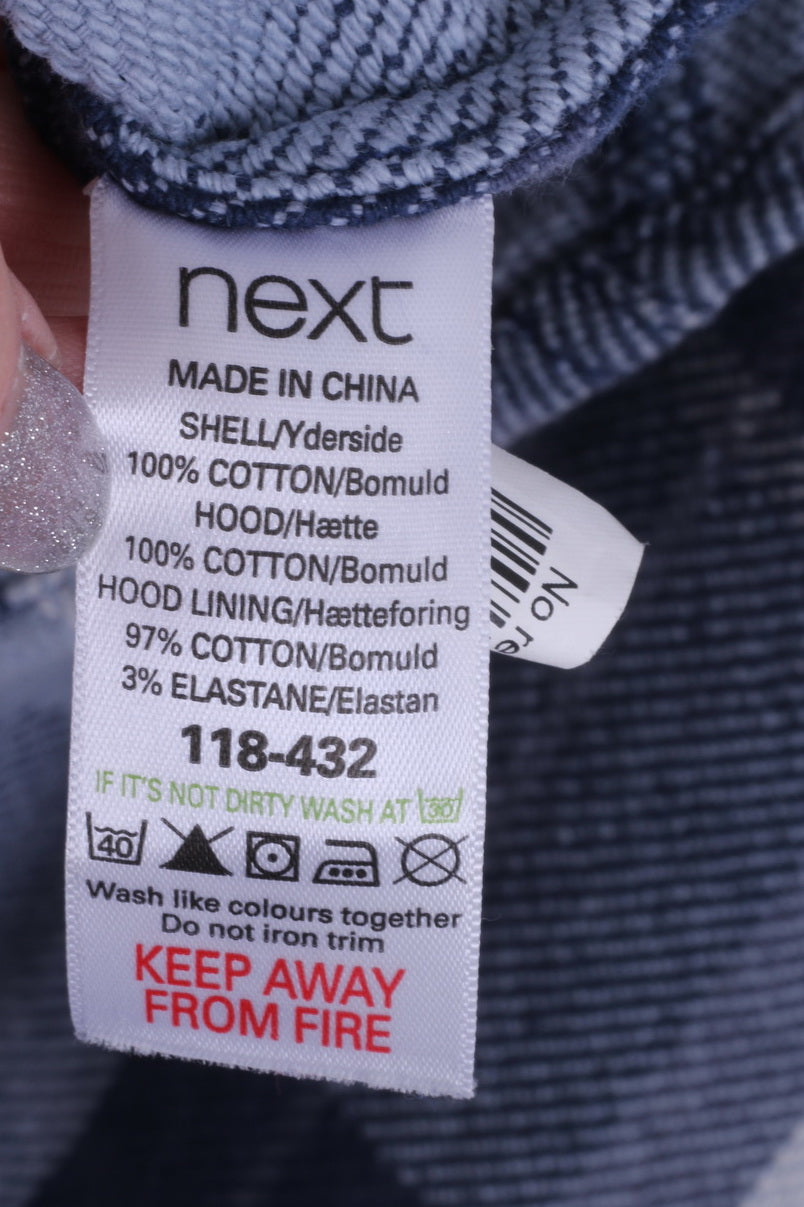 next
MADE IN CHINA
SHELL/Yderside
100% COTTON/Bomuld
HOOD/Hætte
100% COTTON/Bomuld
HOOD LINING/Hætteforing
97% COTTON/Bomuld
3% ELASTANE/Elastan
118-432
IF IT'S NOT DIRTY WASH AT 30
40
Wash like colours together
Do not iron trim
KEEP AWAY
FROM FIRE
No re